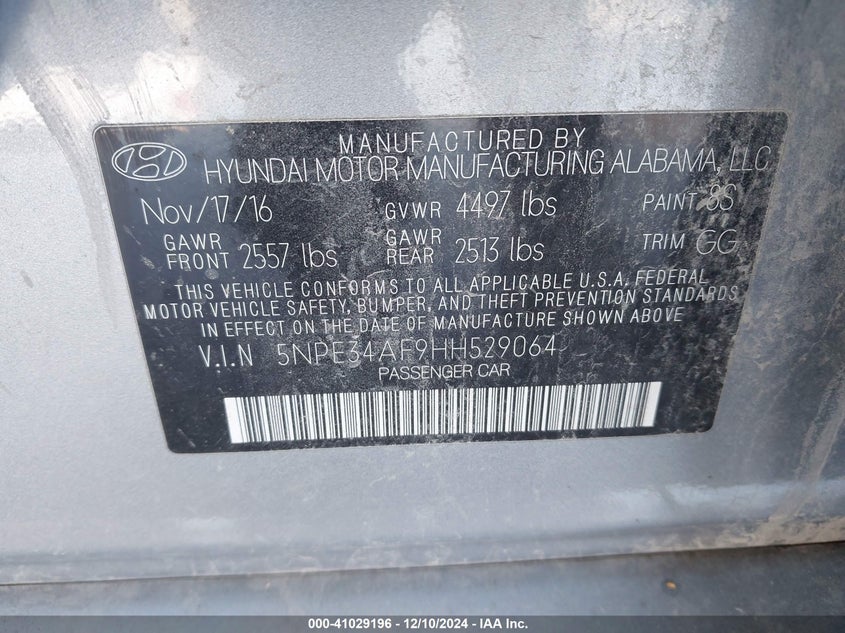 MANUFACTURED BY
HYUNDAI MOTOR MANUFACTURING ALABAMA, LLC
Nov/17/16 GVWR 4497 lbs PAINT 8S
GAWR FRONT 2557 lbs GAWR REAR 2513 lbs TRIM GG
THIS VEHICLE CONFORMS TO ALL APPLICABLE U.S.A. FEDERAL
MOTOR VEHICLE SAFETY, BUMPER, AND THEFT PREVENTION STANDARDS
IN EFFECT ON THE DATE OF MANUFACTURE SHOWN ABOVE
V.I.N 5NPE34AF9HH529064
PASSENGER CAR
000-41029196 - 12/10/2024 - IAA Inc.